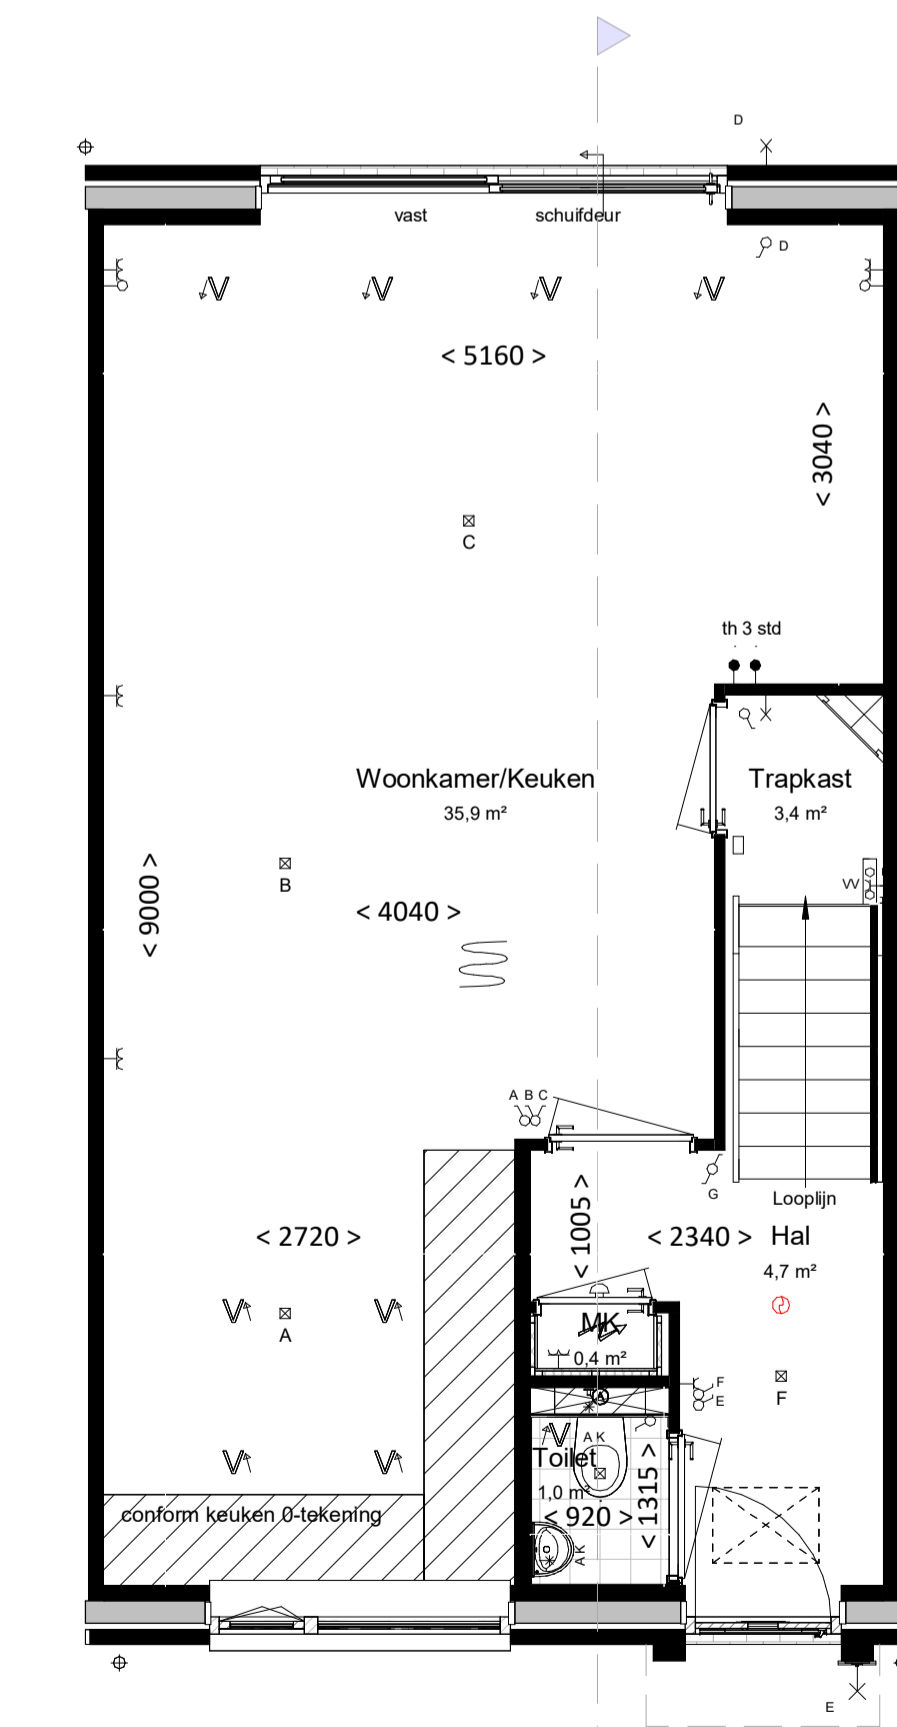 D
vast
schuifdeur
D
< 5160 >
< 3040 >
C
th 3 std
Woonkamer/Keuken
35,9 m²
Trapkast
3,4 m²
B
< 9000 >
< 4040 >
A B C
G
Looplijn
< 1005 >
< 2720 >
< 2340 >
Hal
4,7 m²
A
MK
0,4 m²
F
E
F
A
A K
Toilet
1,0 m²
< 1315 >
< 920 >
A K
conform keuken 0-tekening
E